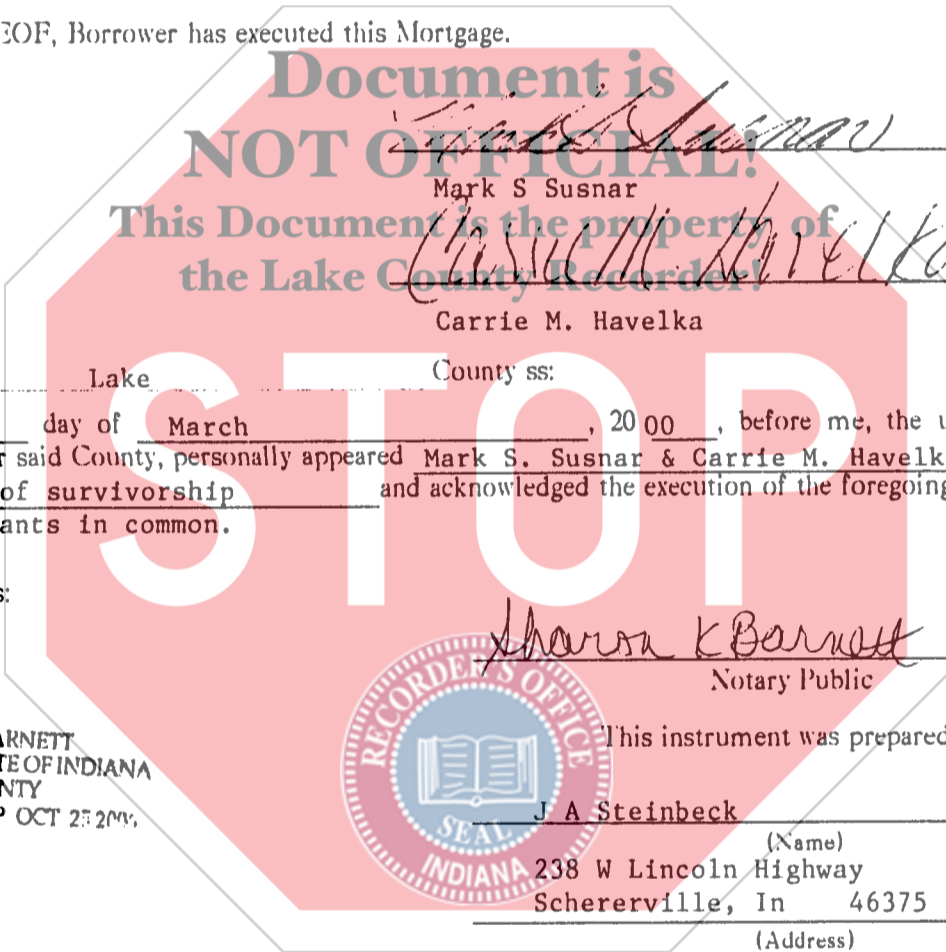 EOF, Borrower has executed this Mortgage.
Document is
NOT OFFICIAL!
Mark S Susnar
This Document is the property of
the Lake County Recorder!
Carrie M. Havelka
Carrie M. Havelka
Lake County ss:
day of March , 20 00 , before me, the u
said County, personally appeared Mark S. Susnar & Carrie M. Havelk
of survivorship and acknowledged the execution of the foregoing
ants in common.
STOP
s:
Sharon K Barnett
Notary Public
ARNETT
TE OF INDIANA
NTY
OCT 25
This instrument was prepared
RECORDER'S OFFICE
SEAL
INDIANA
J A Steinbeck
(Name)
238 W Lincoln Highway
Schererville, In 46375
(Address)